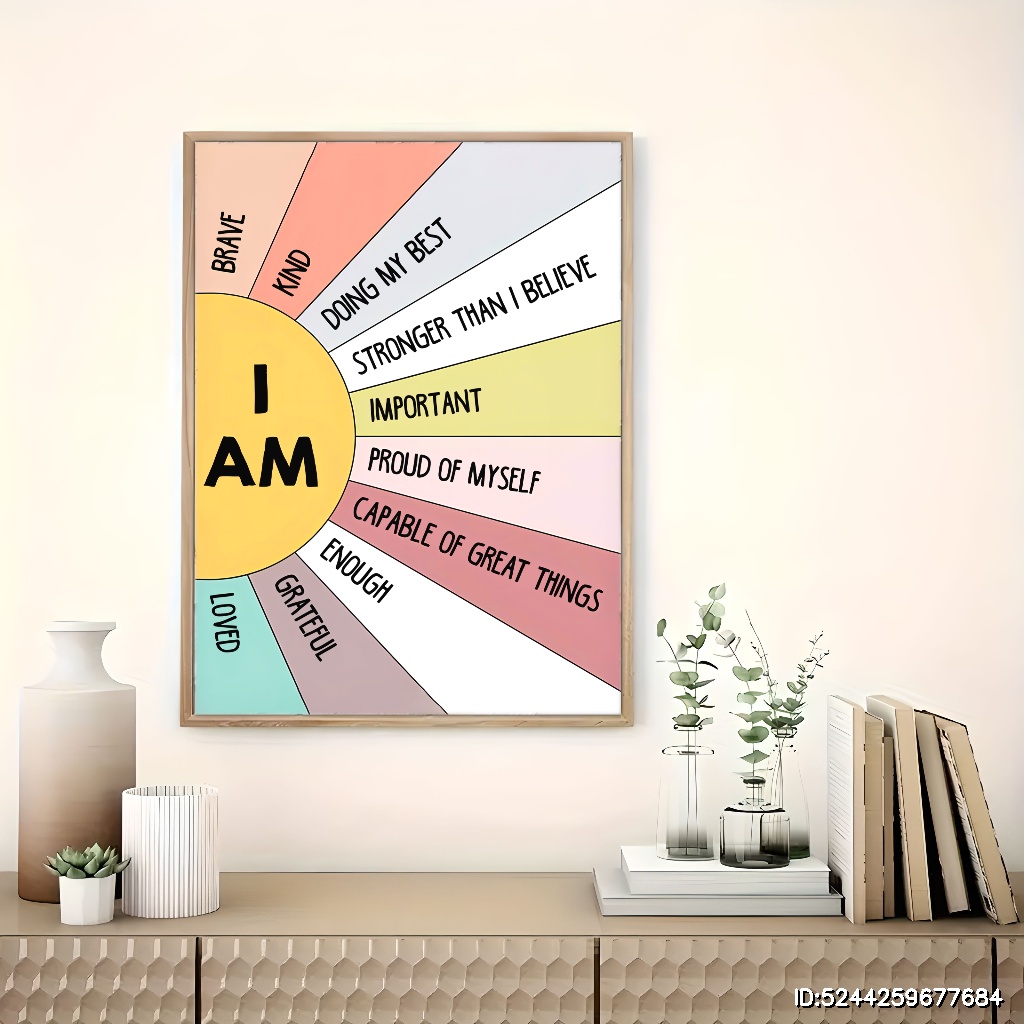 I
AM
BRAVE
KIND
DOING MY BEST
STRONGER THAN I BELIEVE
IMPORTANT
PROUD OF MYSELF
CAPABLE OF GREAT THINGS
ENOUGH
GRATEFUL
LOVED
ID:5244259677684